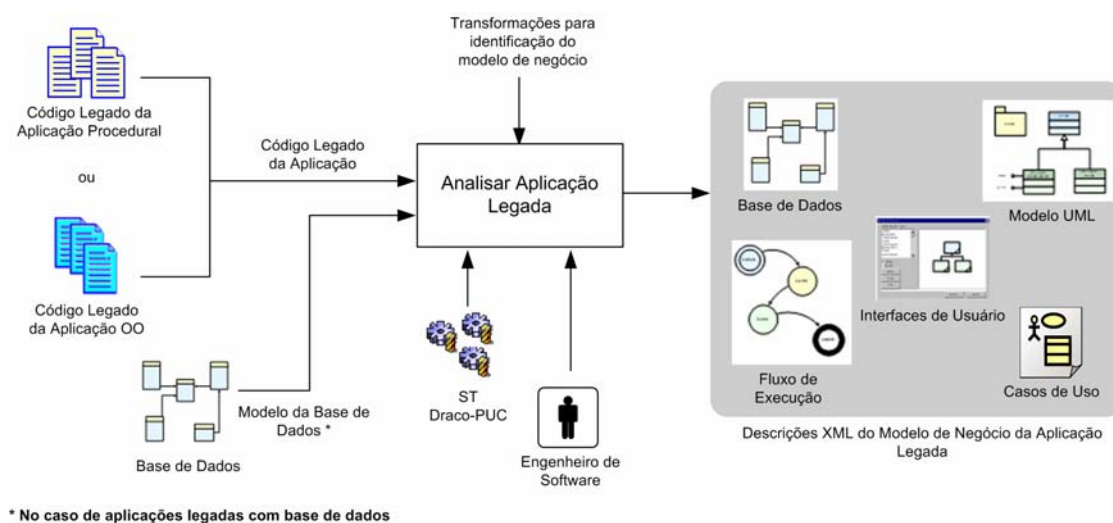 Transformações para
identificação do
modelo de negócio
Código Legado da
Aplicação Procedural
ou
Código Legado
da Aplicação OO
Código Legado
da Aplicação
Analisar Aplicação
Legada
Base de Dados
Modelo da Base de
Dados *
ST
Draco-PUC
Engenheiro de
Software
Base de Dados
Modelo UML
Interfaces de Usuário
Fluxo de
Execução
Casos de Uso
Descrições XML do Modelo de Negócio da Aplicação
Legada
* No caso de aplicações legadas com base de dados